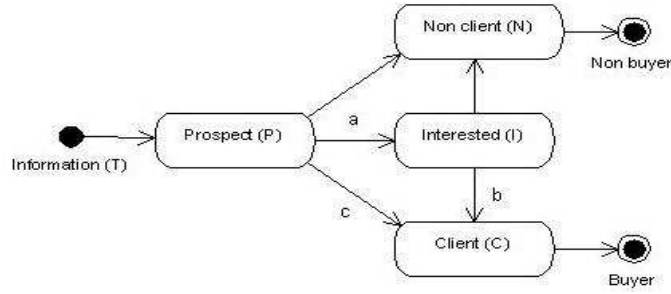 Non client (N)
Non buyer
a
Prospect (P)
Interested (I)
Information (T)
b
c
Client (C)
Buyer